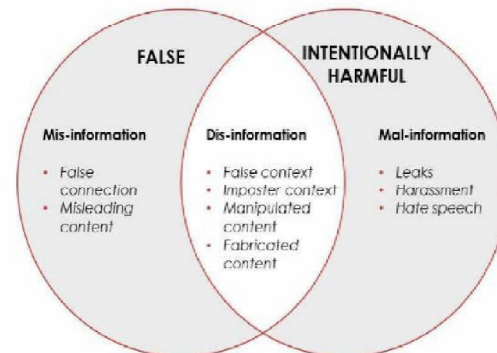 FALSE
INTENTIONALLY
HARMFUL
Mis-information
• False
connection
• Misleading
content
Dis-information
• False context
• Imposter context
• Manipulated
content
• Fabricated
content
Mal-information
• Leaks
• Harassment
• Hate speech